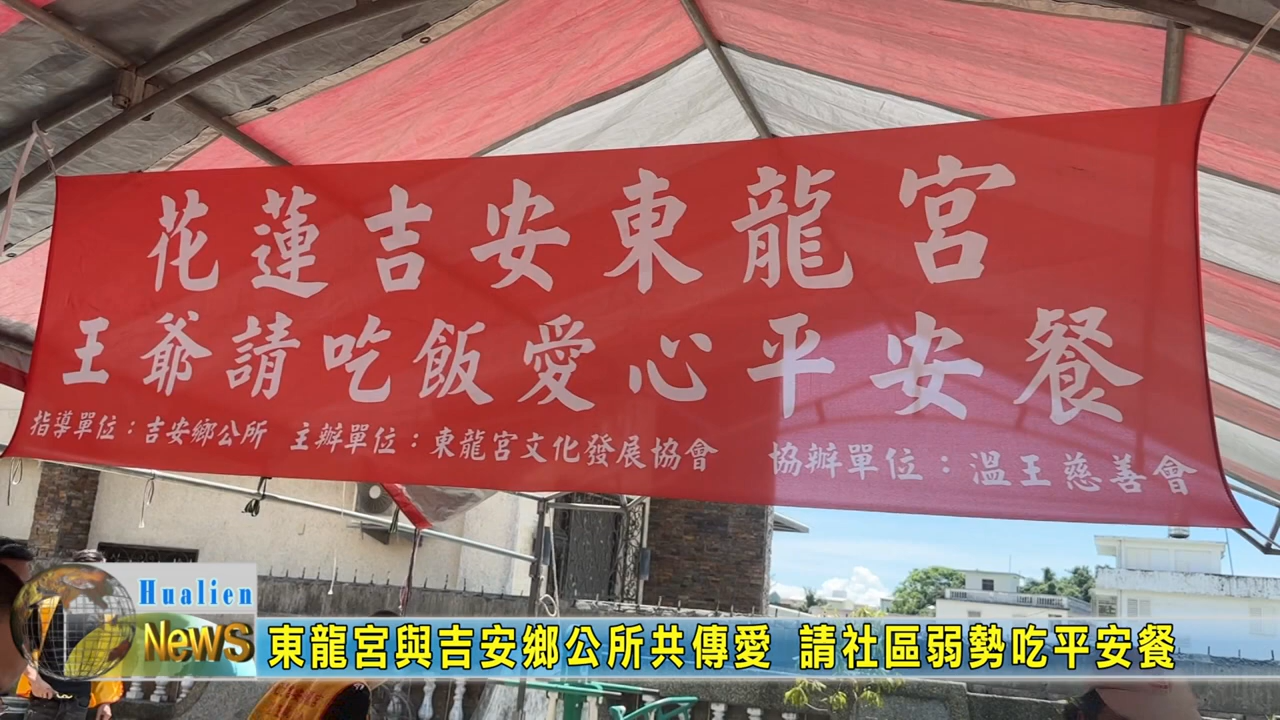 花蓮吉安東龍宮
王爺請吃飯愛心平安餐
指導單位：吉安鄉公所 主辦單位：東龍宮文化發展協會 協辦單位：溫王慈善會
Hualien
NewS
東龍宮與吉安鄉公所共傳愛 請社區弱勢吃平安餐